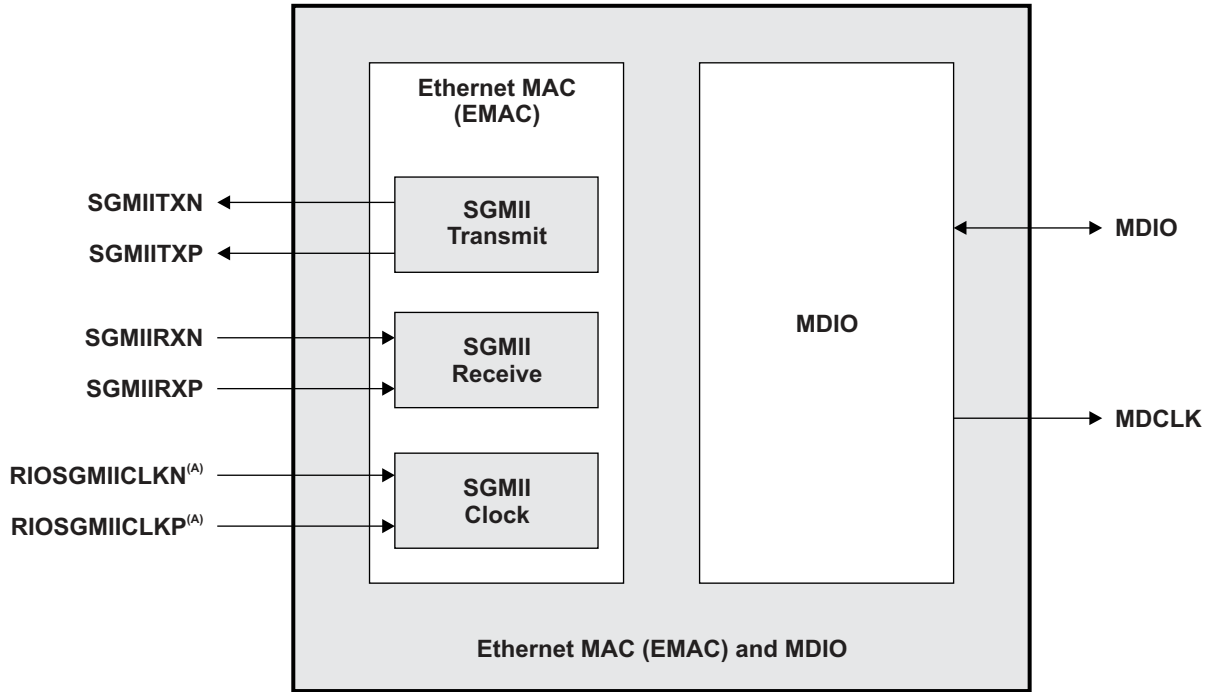 Ethernet MAC
(EMAC)
SGMII
Transmit
SGMIITXN
SGMIITXP
SGMII
Receive
SGMIIRXN
SGMIIRXP
SGMII
Clock
RIOSGMIICLKN(A)
RIOSGMIICLKP(A)
MDIO
MDIO
MDCLK
Ethernet MAC (EMAC) and MDIO